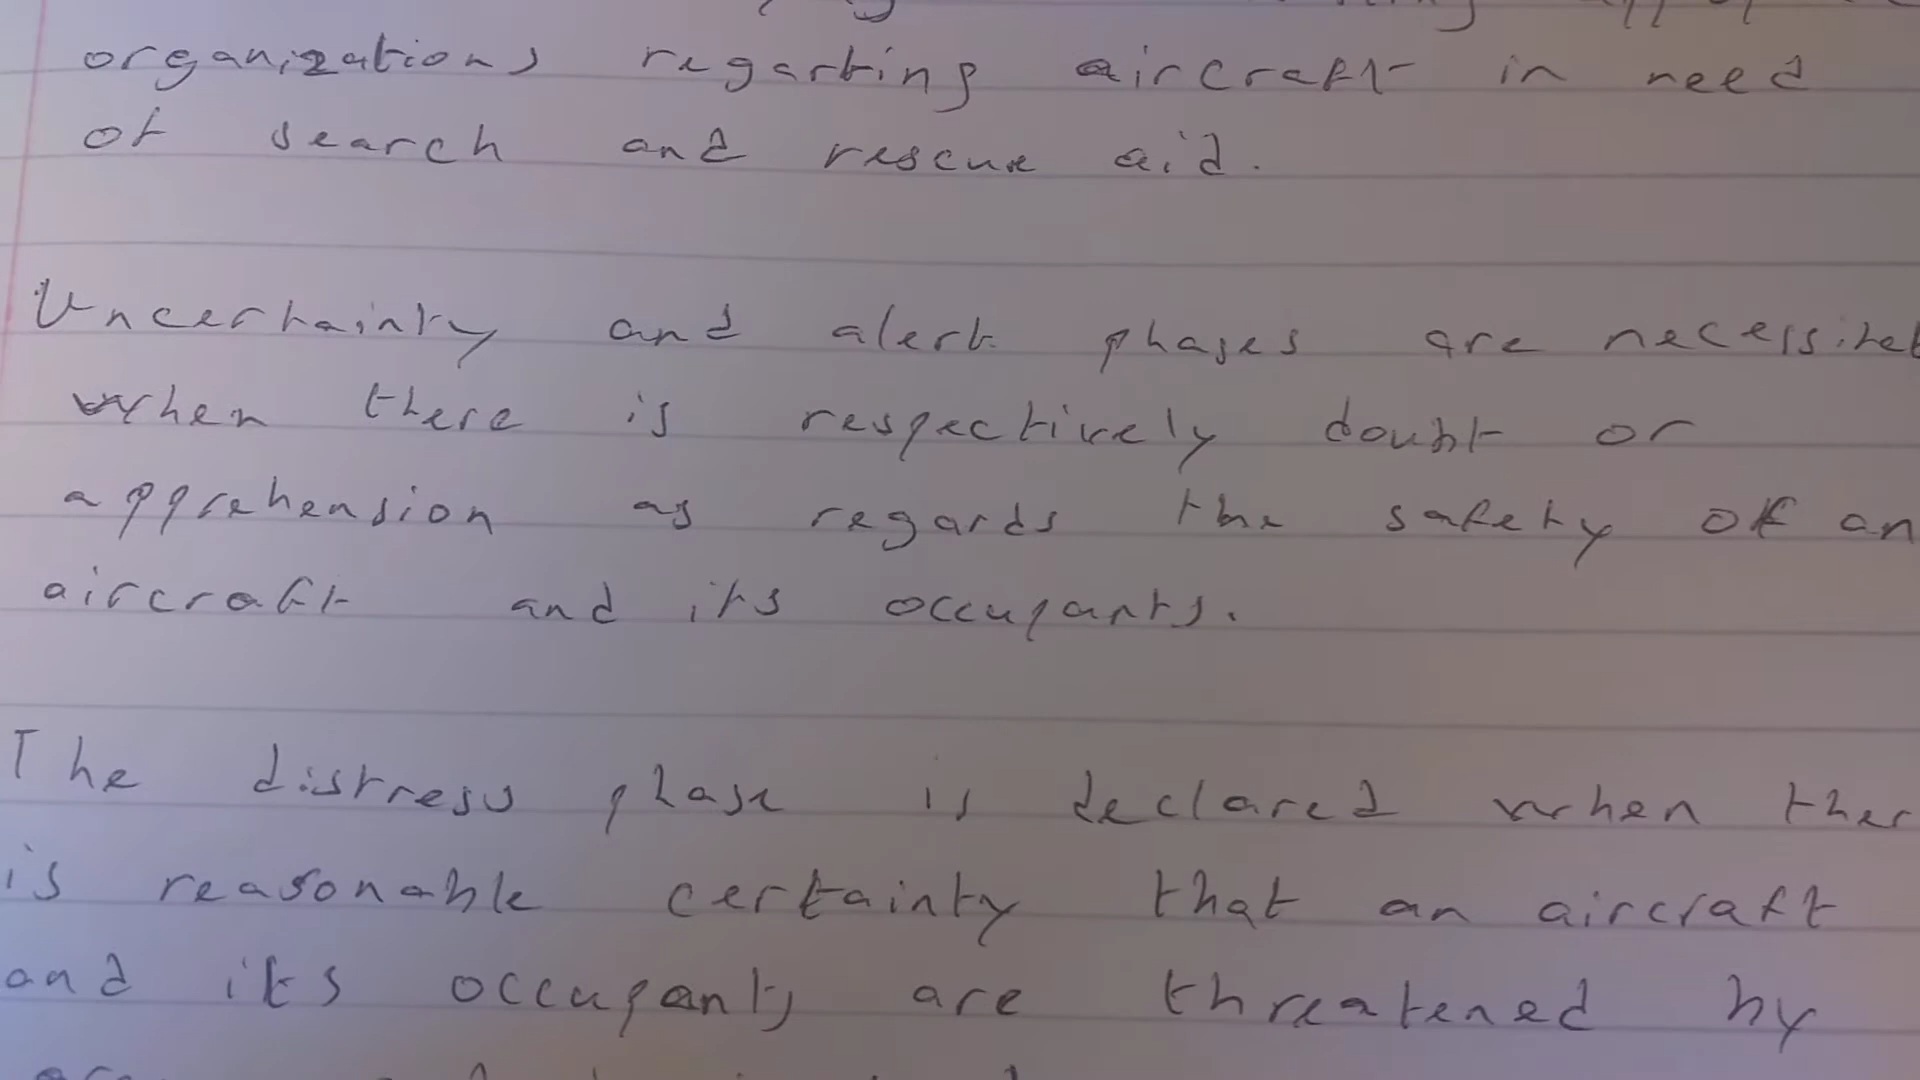 organizations regarding aircraft in need
of search and rescue aid.
Uncertainty and alert phases are
when there is respectively doubt or
apprehension as regards the safety of an
aircraft and its occupants.
The distress phase is declared when ther
is reasonable certainty that an aircraft
and its occupants are threatened by